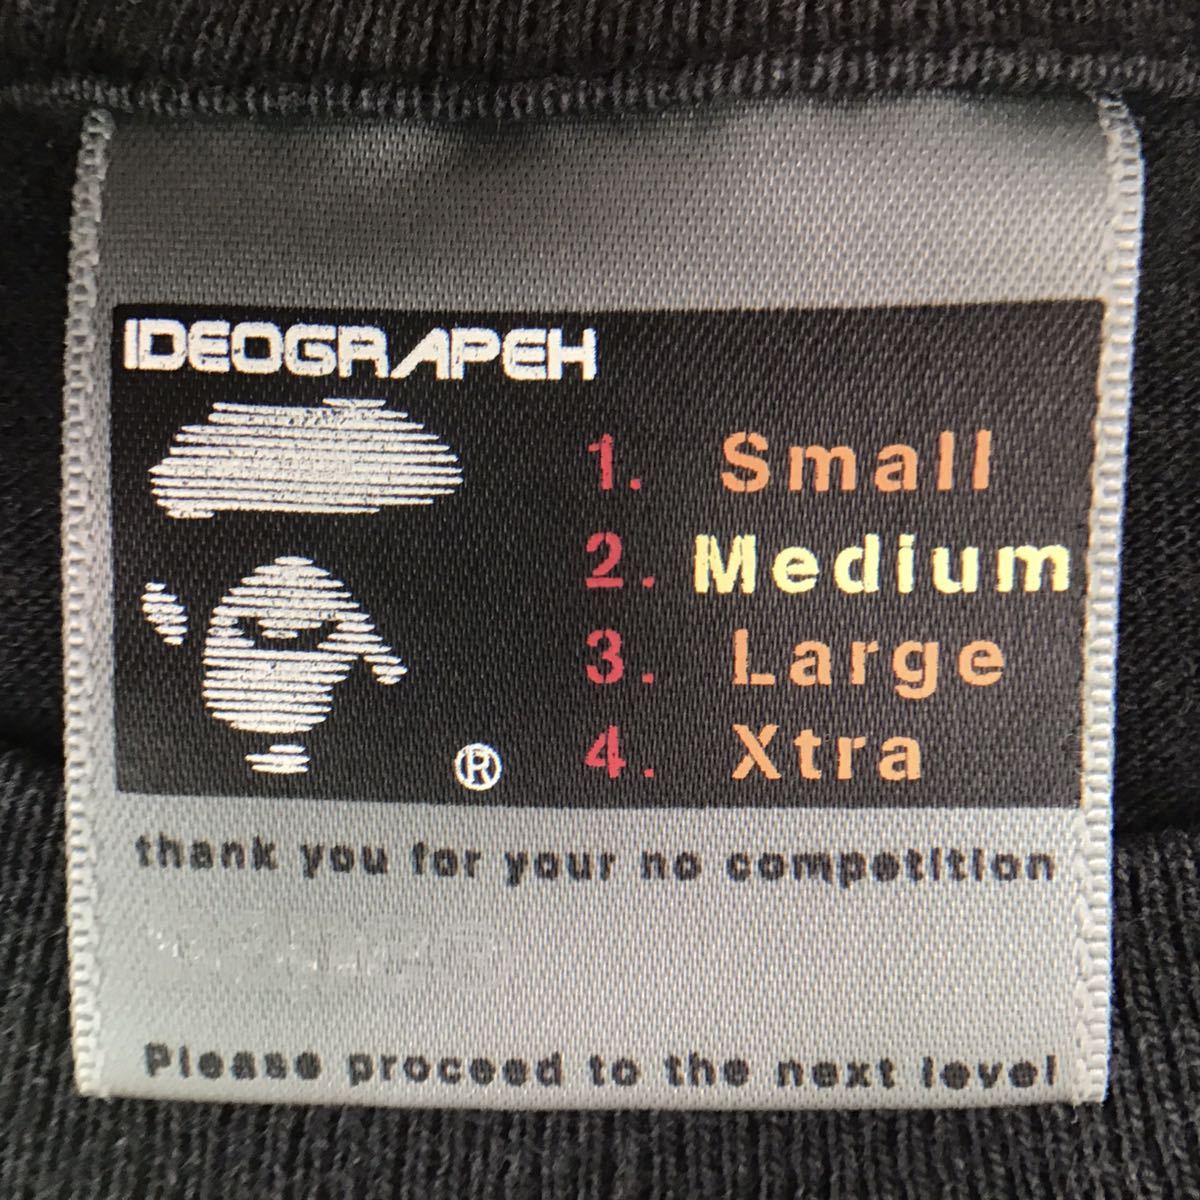 IDEOGRAPEH
1. Small
2. Medium
3. Large
4. Xtra
®
thank you for your no competition
Please proceed to the next level